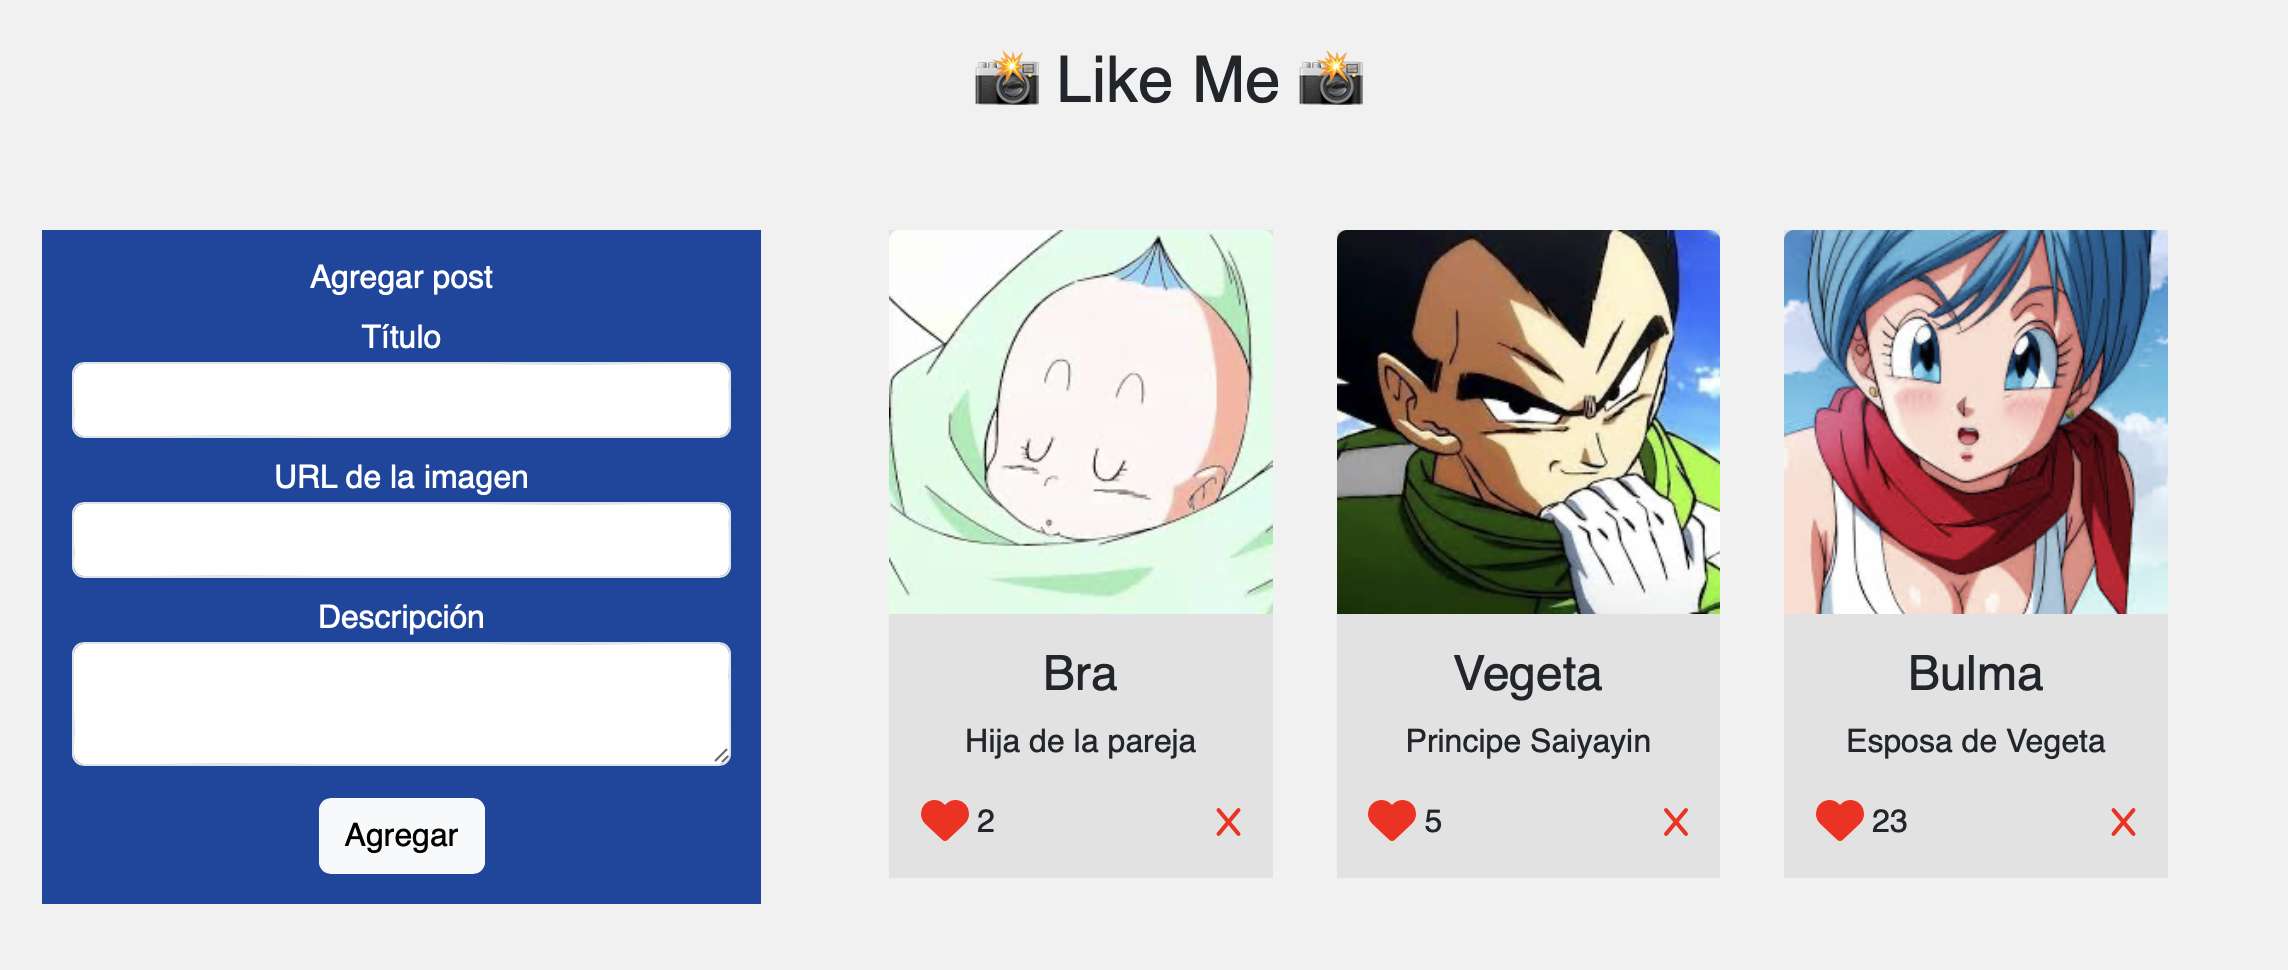 📸 Like Me 📸
Agregar post
Título
URL de la imagen
Descripción
Agregar
Bra
Hija de la pareja
2
Vegeta
Principe Saiyayin
5
Bulma
Esposa de Vegeta
23